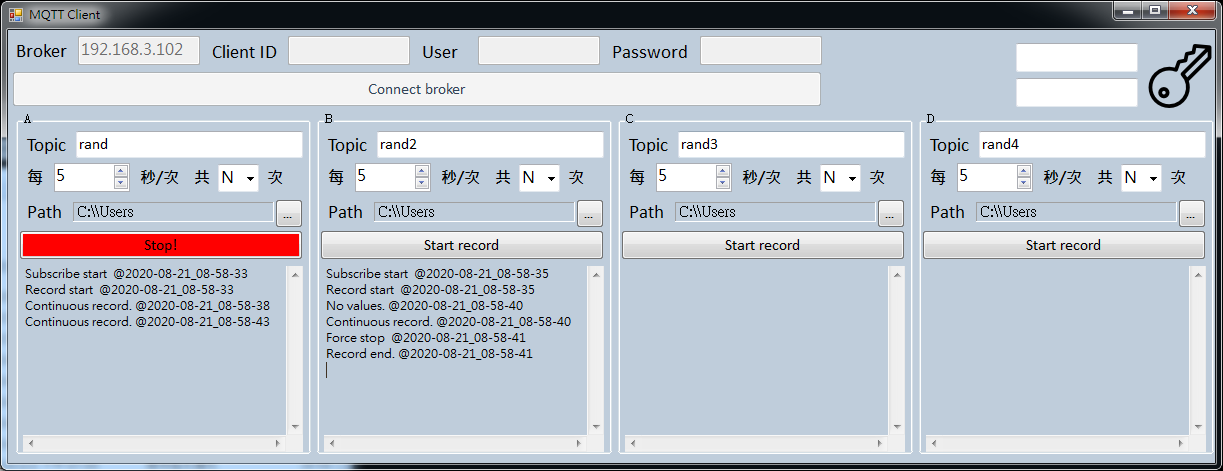 MQTT Client
Broker 192.168.3.102 Client ID User Password
Connect broker
A
Topic rand
每 5 秒/次 共 N 次
Path C:\\Users ...
Stop!
Subscribe start @2020-08-21_08-58-33
Record start @2020-08-21_08-58-33
Continuous record. @2020-08-21_08-58-38
Continuous record. @2020-08-21_08-58-43
B
Topic rand2
每 5 秒/次 共 N 次
Path C:\\Users ...
Start record
Subscribe start @2020-08-21_08-58-35
Record start @2020-08-21_08-58-35
No values. @2020-08-21_08-58-40
Continuous record. @2020-08-21_08-58-40
Force stop @2020-08-21_08-58-41
Record end. @2020-08-21_08-58-41
C
Topic rand3
每 5 秒/次 共 N 次
Path C:\\Users ...
Start record
D
Topic rand4
每 5 秒/次 共 N 次
Path C:\\Users ...
Start record